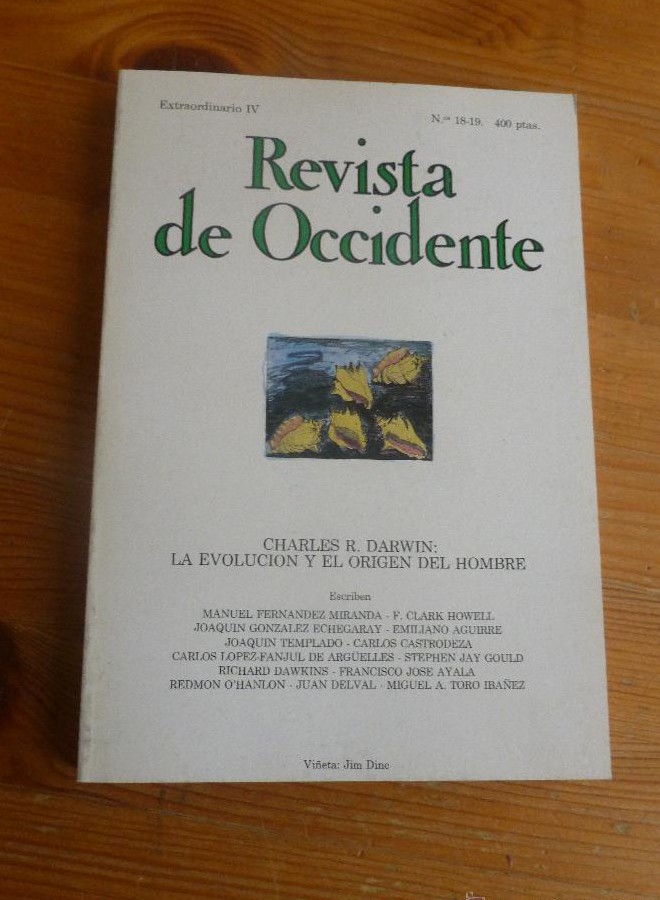 Extraordinario IV
N.os 18-19. 400 ptas.
Revista
de Occidente
CHARLES R. DARWIN:
LA EVOLUCION Y EL ORIGEN DEL HOMBRE
Escriben
MANUEL FERNANDEZ MIRANDA - F. CLARK HOWELL
JOAQUIN GONZALEZ ECHEGARAY - EMILIANO AGUIRRE
JOAQUIN TEMPLADO - CARLOS CASTRODEZA
CARLOS LOPEZ-FANJUL DE ARGÜELLES - STEPHEN JAY GOULD
RICHARD DAWKINS - FRANCISCO JOSE AYALA
REDMON O'HANLON - JUAN DELVAL - MIGUEL A. TORO IBAÑEZ
Viñeta: Jim Dine